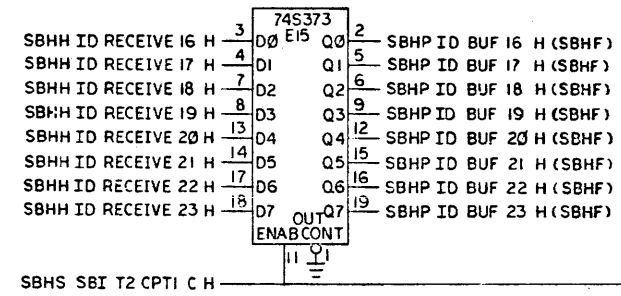 74S373
E15
SBHH ID RECEIVE 16 H 3 DØ QØ 2 SBHP ID BUF 16 H (SBHF)
SBHH ID RECEIVE 17 H 4 D1 Q1 5 SBHP ID BUF 17 H (SBHF)
SBHH ID RECEIVE 18 H 7 D2 Q2 6 SBHP ID BUF 18 H (SBHF)
SBHH ID RECEIVE 19 H 8 D3 Q3 9 SBHP ID BUF 19 H (SBHF)
SBHH ID RECEIVE 20 H 13 D4 Q4 12 SBHP ID BUF 20 H (SBHF)
SBHH ID RECEIVE 21 H 14 D5 Q5 15 SBHP ID BUF 21 H (SBHF)
SBHH ID RECEIVE 22 H 17 D6 Q6 16 SBHP ID BUF 22 H (SBHF)
SBHH ID RECEIVE 23 H 18 D7 Q7 19 SBHP ID BUF 23 H (SBHF)
OUT
ENAB CONT
11 1
SBHS SBI T2 CPT1 C H